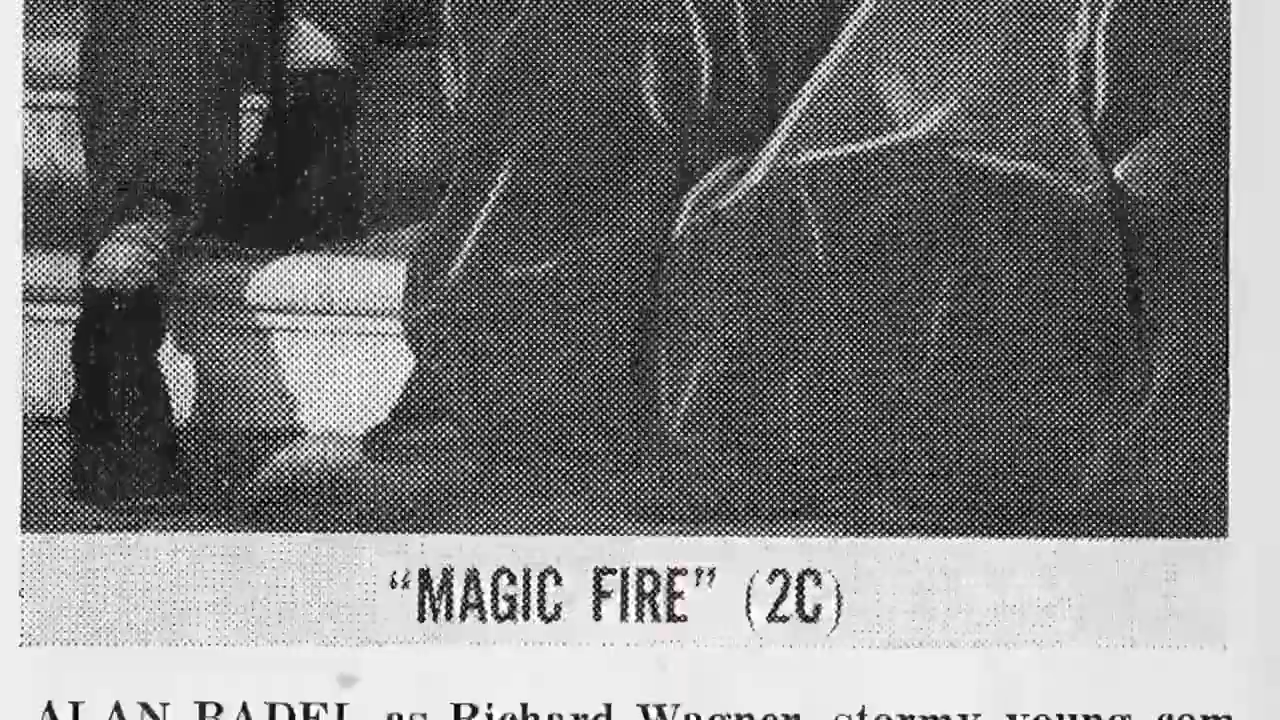 “MAGIC FIRE” (2C)
ALAN BADEL as Richard Wagner, stormy young com